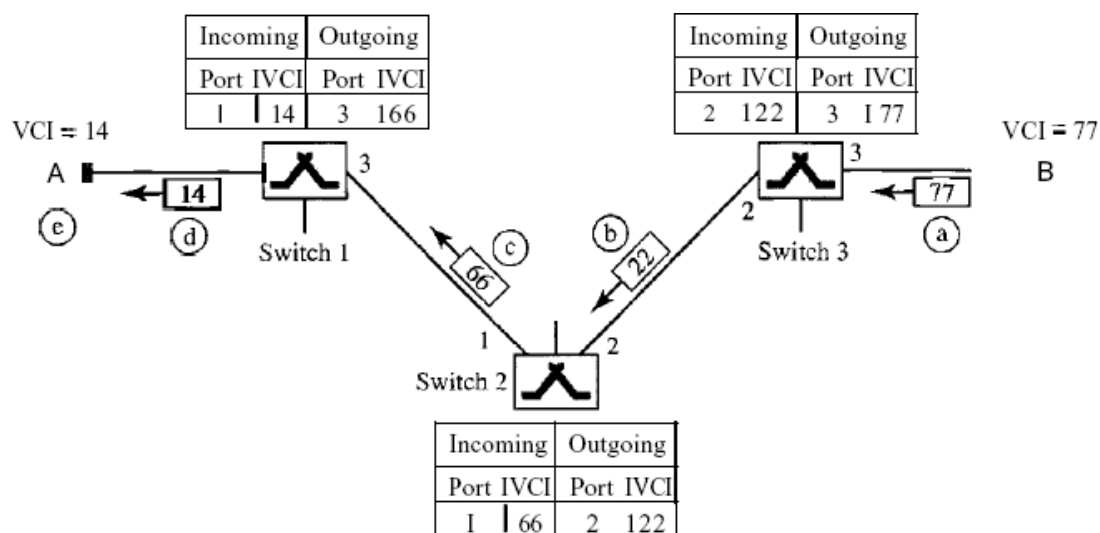 Incoming Outgoing
Port IVCI Port IVCI
I 14 3 166
Incoming Outgoing
Port IVCI Port IVCI
2 122 3 I 77
VCI = 14
VCI = 77
A
14
3
3
77
B
e
d
Switch 1
c
66
b
22
2
Switch 3
a
1
2
Switch 2
Incoming Outgoing
Port IVCI Port IVCI
I 66 2 122